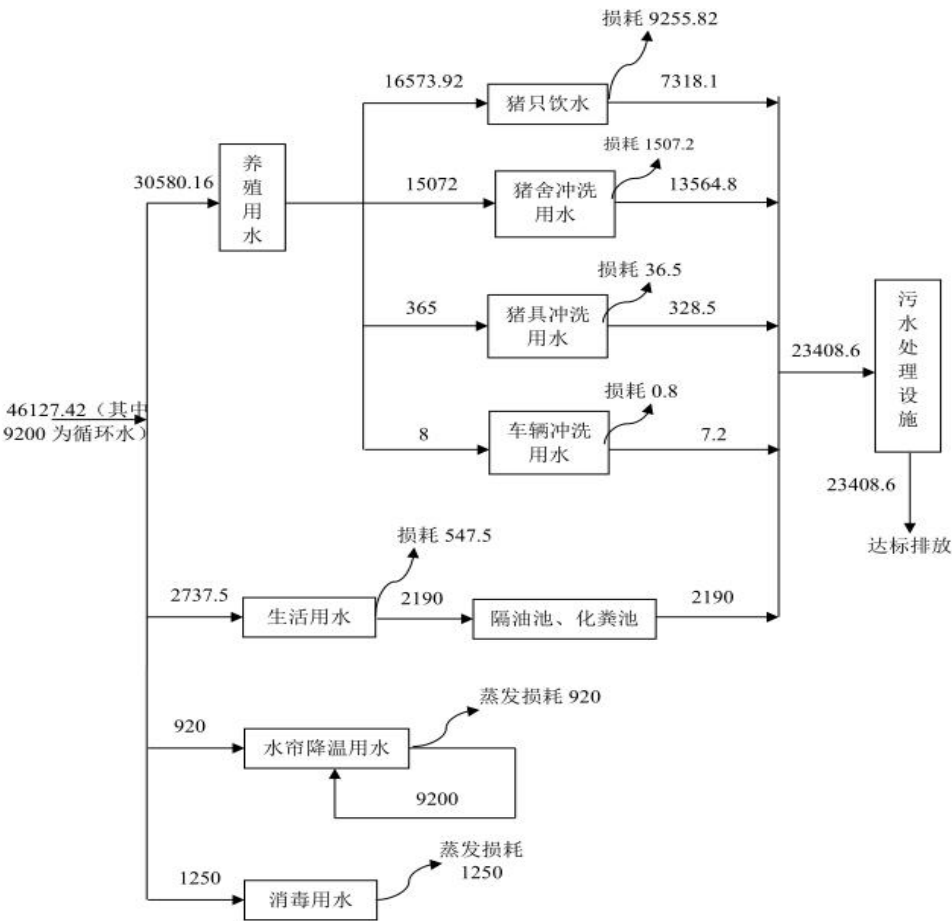 损耗 9255.82
16573.92
猪只饮水
7318.1
损耗 1507.2
30580.16
养殖用水
15072
猪舍冲洗
用水
13564.8
损耗 36.5
365
猪具冲洗
用水
328.5
污水处理设施
23408.6
46127.42（其中
9200 为循环水）
损耗 0.8
8
车辆冲洗
用水
7.2
23408.6
达标排放
损耗 547.5
2737.5
生活用水
2190
隔油池、化粪池
2190
蒸发损耗 920
920
水帘降温用水
9200
蒸发损耗
1250
1250
消毒用水